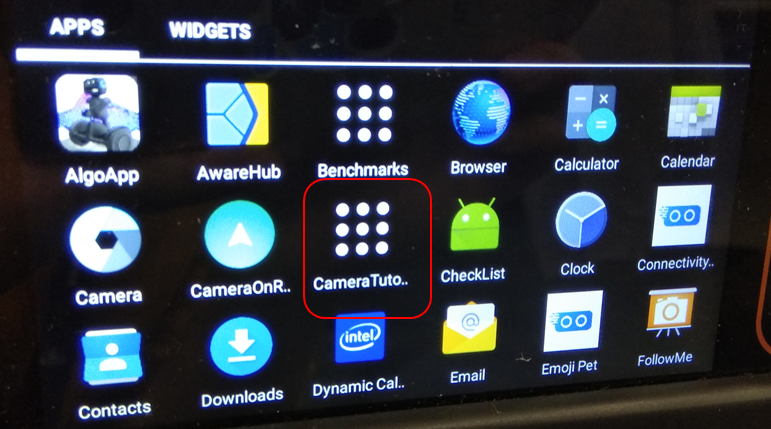 APPS WIDGETS
AlgoApp AwareHub Benchmarks Browser Calculator Calendar
Camera CameraOnR.. CameraTuto.. CheckList Clock Connectivity..
intel
Contacts Downloads Dynamic Cal.. Email Emoji Pet FollowMe